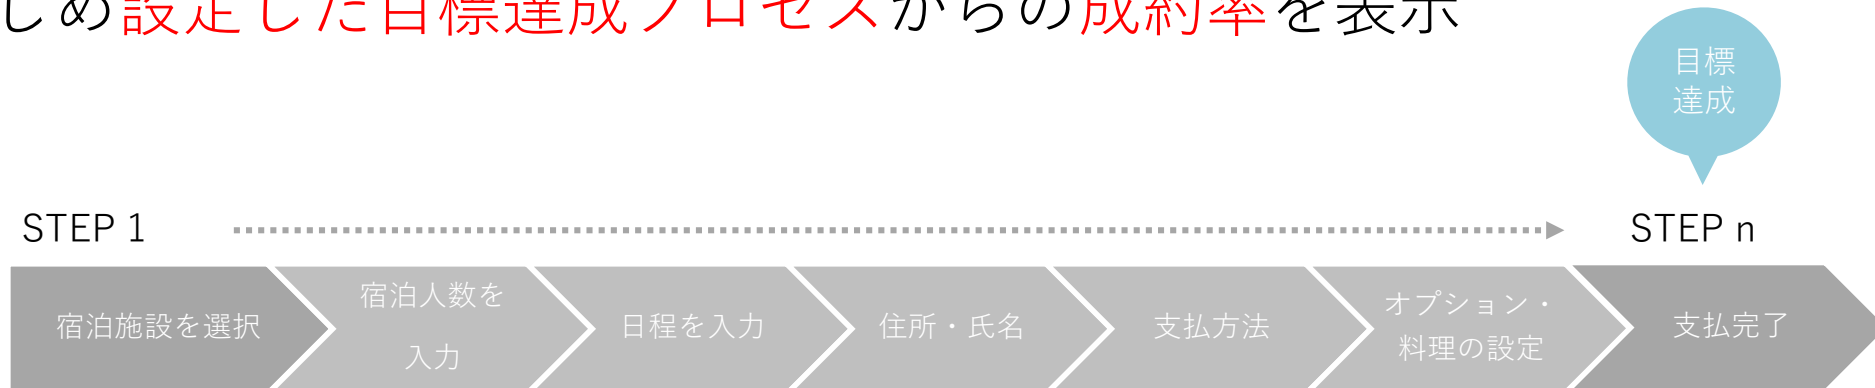 じめ設定した目標達成プロセスからの成約率を表示
目標
達成
STEP 1
STEP n
宿泊施設を選択
宿泊人数を
入力
日程を入力
住所・氏名
支払方法
オプション・
料理の設定
支払完了